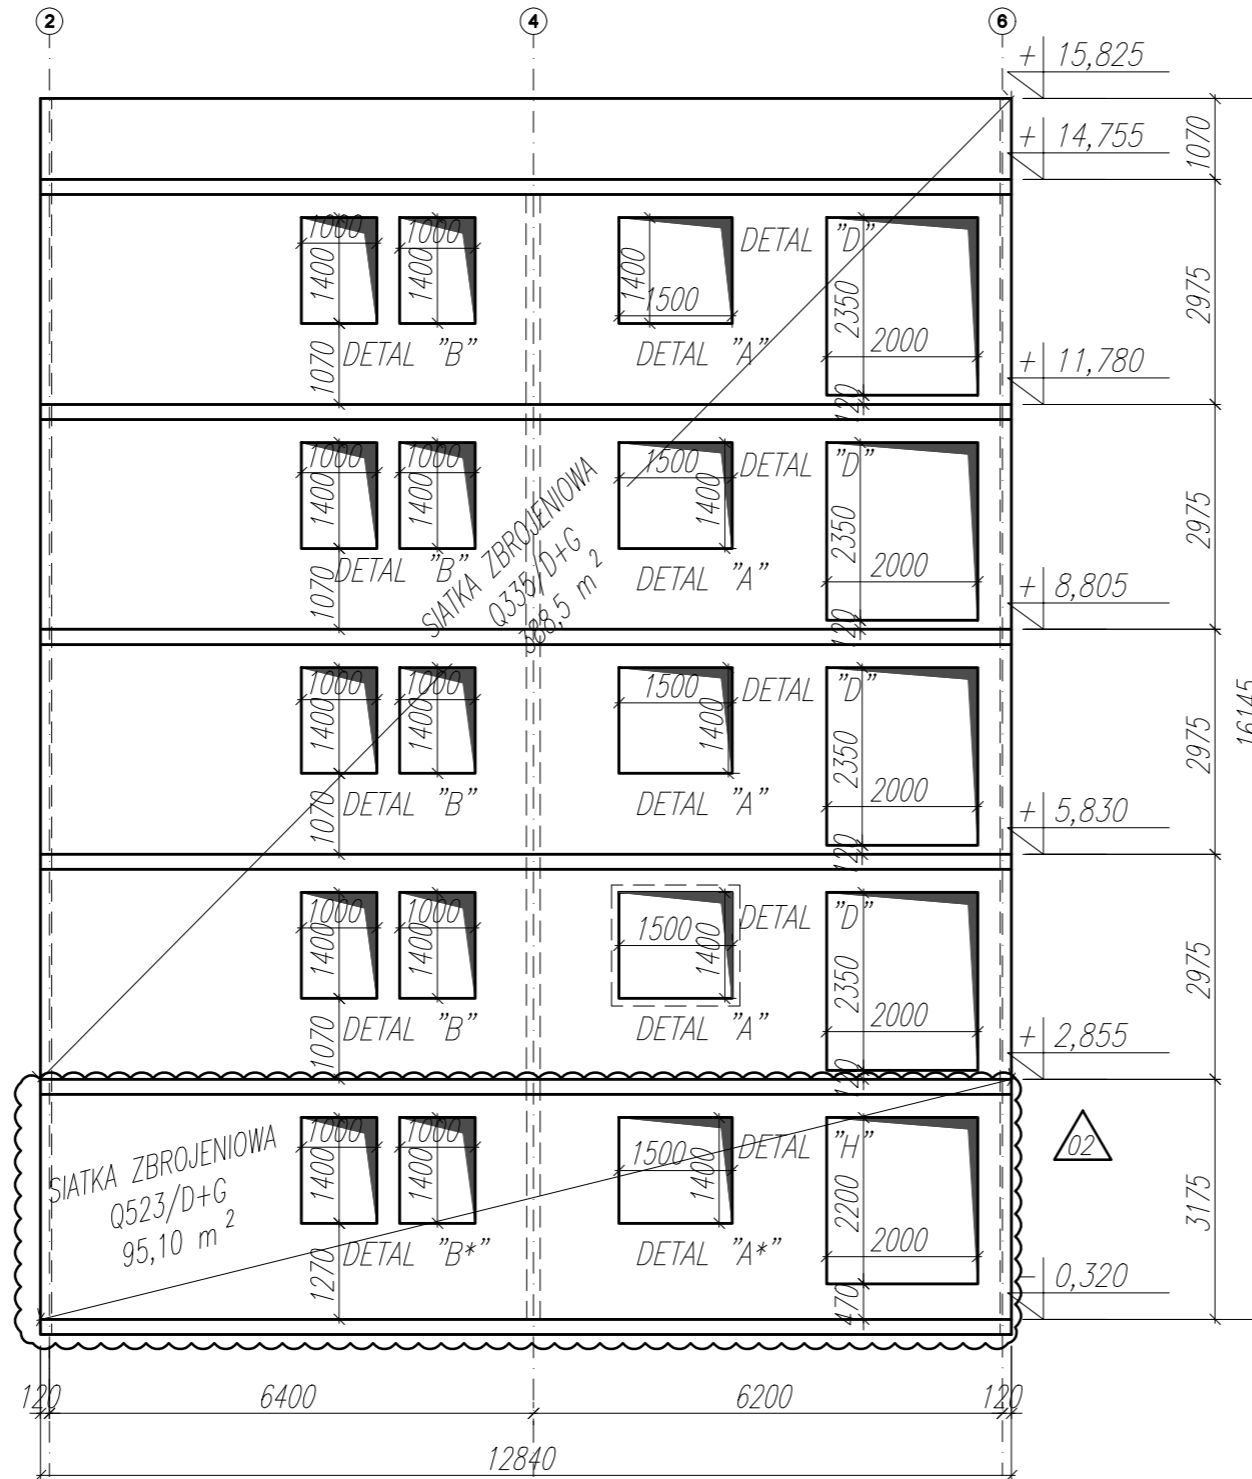 2 4 6
+ 15,825
+ 14,755
1070
1000 1000 1400 DETAL "D"
1400 1400 1500 2350 2000
2975
DETAL "B" DETAL "A"
1070 120
+ 11,780
1000 1000 1500 DETAL "D"
1400 1400 1400 2350 2000
2975
DETAL "B" DETAL "A"
1070 120
SIATKA ZBROJENIOWA
Q335/D+G
388,5 m²
+ 8,805
1000 1000 1500 DETAL "D"
1400 1400 1400 2350 2000
2975
16145
DETAL "B" DETAL "A"
1070 120
+ 5,830
1000 1000 1500 DETAL "D"
1400 1400 1400 2350 2000
2975
DETAL "B" DETAL "A"
1070 120
+ 2,855
02
1000 1000 1500 DETAL "H"
1400 1400 1400 2200 2000
3175
SIATKA ZBROJENIOWA
Q523/D+G
95,10 m²
DETAL "B*" DETAL "A*"
1270 470
- 0,320
120 6400 6200 120
12840